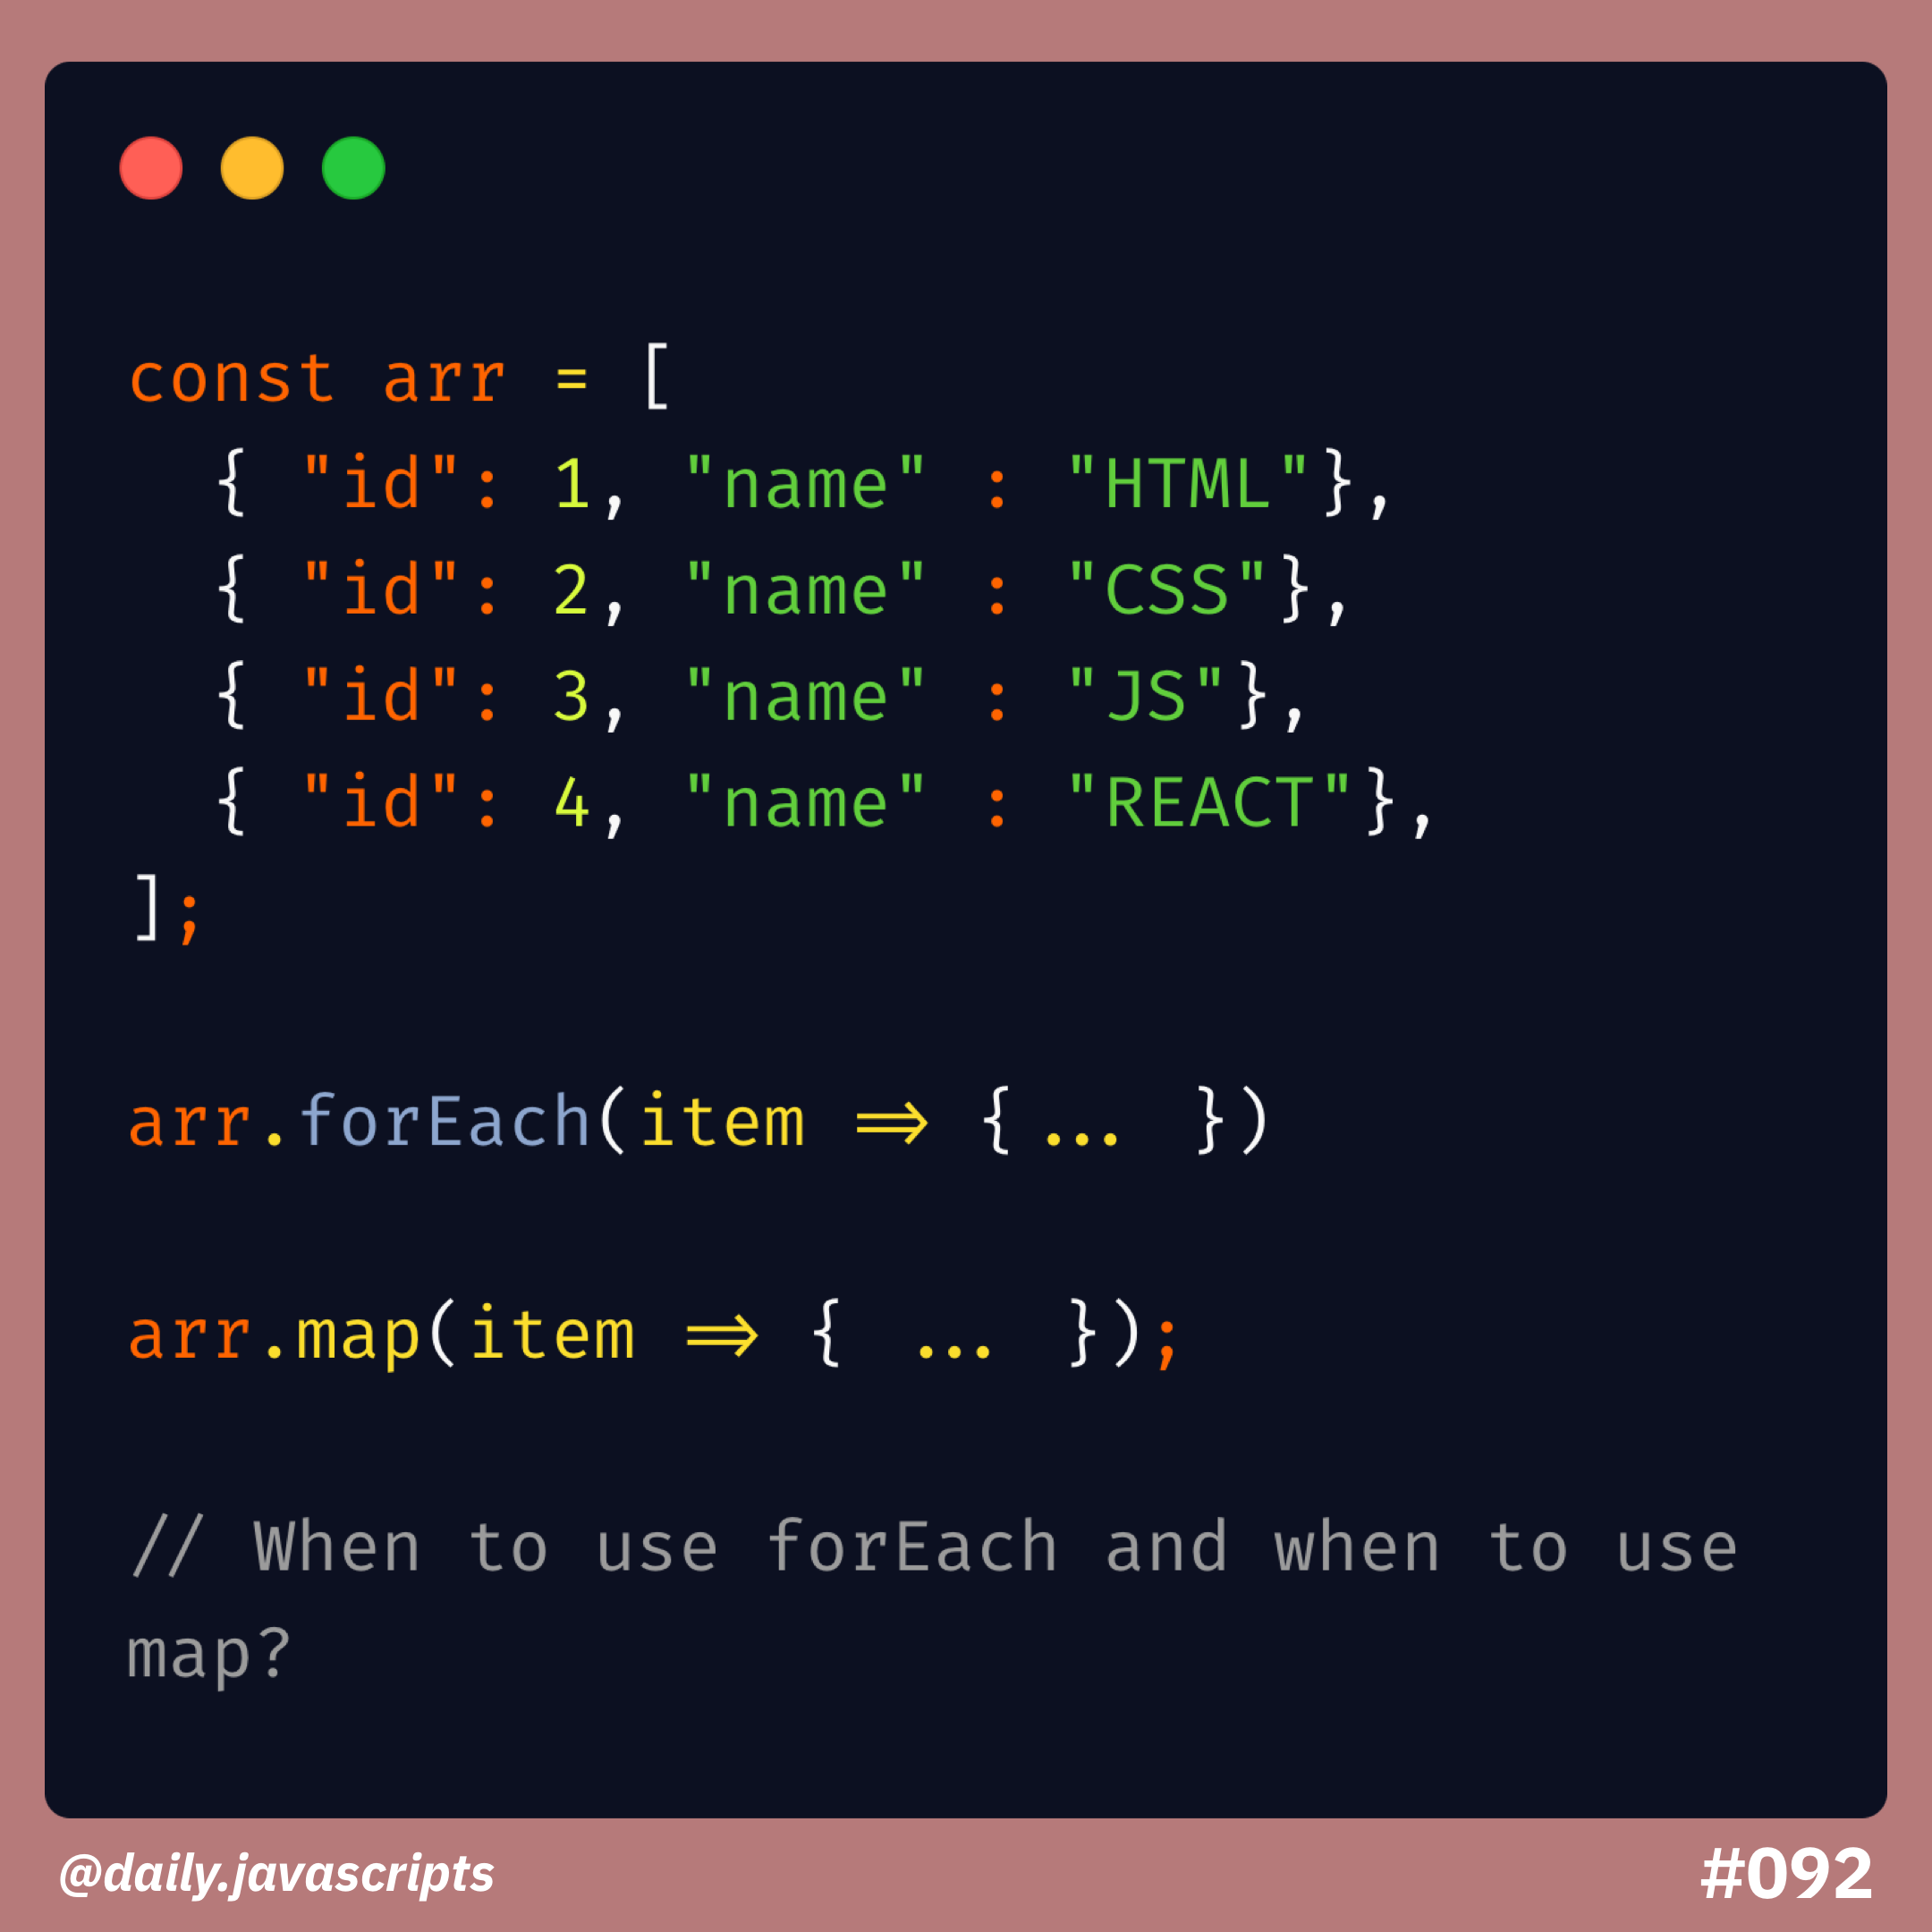 const arr = [
  { "id": 1, "name" : "HTML"},
  { "id": 2, "name" : "CSS"},
  { "id": 3, "name" : "JS"},
  { "id": 4, "name" : "REACT"},
];
arr.forEach(item => { ... })
arr.map(item => { ... });
// When to use forEach and when to use
map?
@daily.javascripts
#092